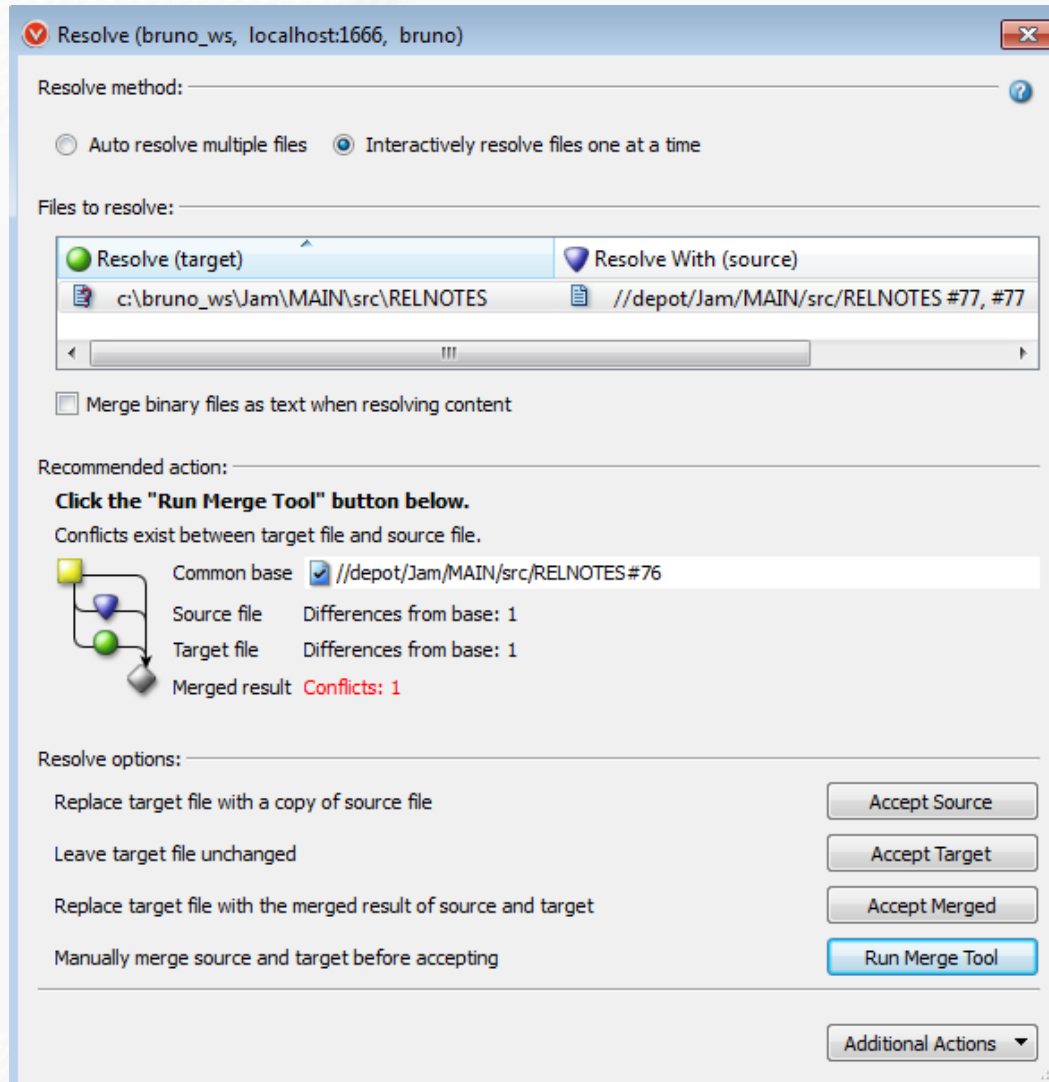 Resolve (bruno_ws, localhost:1666, bruno)
Resolve method:
Auto resolve multiple files Interactively resolve files one at a time
Files to resolve:
Resolve (target) Resolve With (source)
c:\bruno_ws\Jam\MAIN\src\RELNOTES //depot/Jam/MAIN/src/RELNOTES #77, #77
Merge binary files as text when resolving content
Recommended action:
Click the "Run Merge Tool" button below.
Conflicts exist between target file and source file.
Common base //depot/Jam/MAIN/src/RELNOTES#76
Source file Differences from base: 1
Target file Differences from base: 1
Merged result Conflicts: 1
Resolve options:
Replace target file with a copy of source file Accept Source
Leave target file unchanged Accept Target
Replace target file with the merged result of source and target Accept Merged
Manually merge source and target before accepting Run Merge Tool
Additional Actions